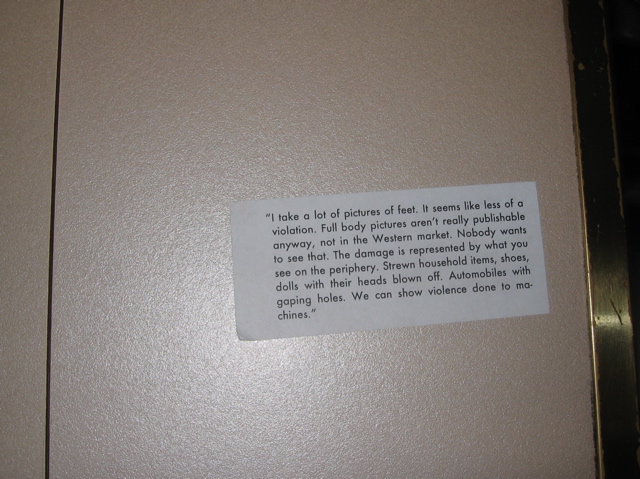 "I take a lot of pictures of feet. It seems like less of a
violation. Full body pictures aren't really publishable
anyway, not in the Western market. Nobody wants
to see that. The damage is represented by what you
see on the periphery. Strewn household items, shoes,
dolls with their heads blown off. Automobiles with
gaping holes. We can show violence done to ma-
chines."